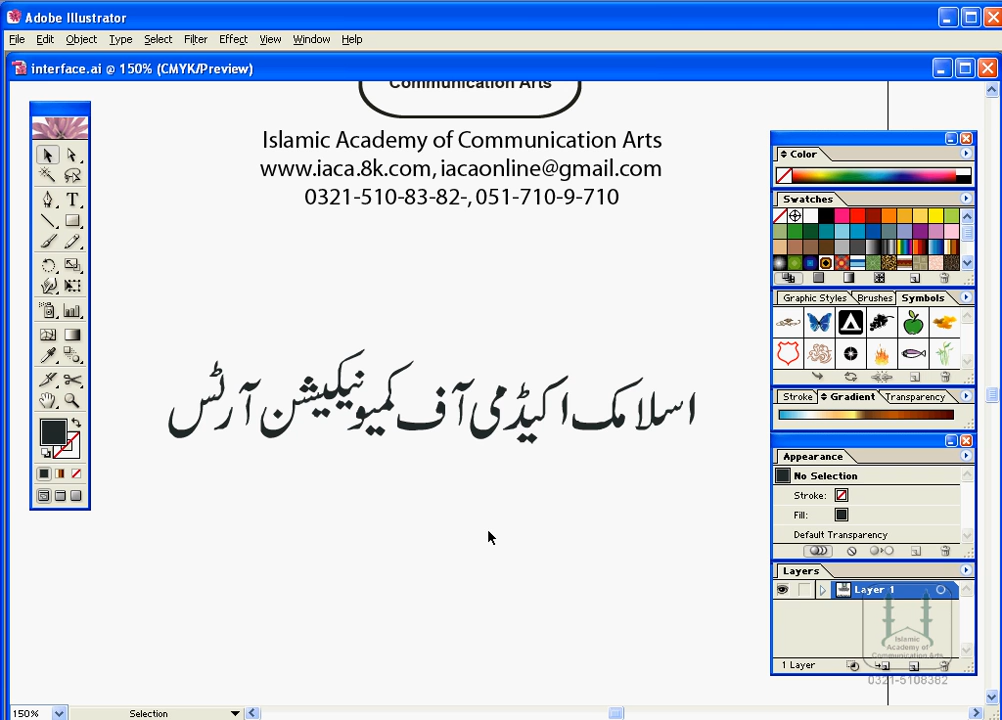 Adobe Illustrator
File Edit Object Type Select Filter Effect View Window Help
interface.ai @ 150% (CMYK/Preview)
Communication Arts
Islamic Academy of Communication Arts
www.iaca.8k.com, iacaonline@gmail.com
0321-510-83-82-, 051-710-9-710
اسلامک اکیڈمی آف کمیونیکیشن آرٹس
Color
Swatches
Graphic Styles Brushes Symbols
Stroke Gradient Transparency
Appearance
No Selection
Stroke:
Fill:
Default Transparency
Layers
Layer 1
Islamic
Academy of
Communication Arts
1 Layer
0321-5108382
150% Selection